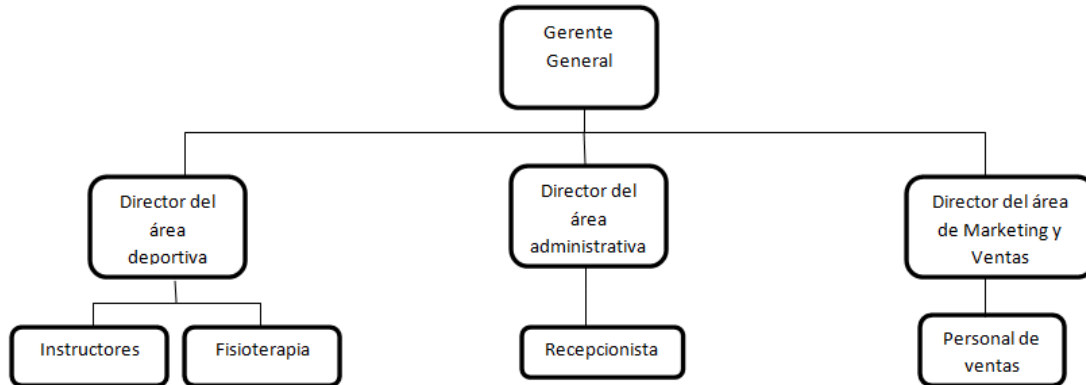 Gerente
General
Director del
área
deportiva
Director del
área
administrativa
Director del área
de Marketing y
Ventas
Instructores
Fisioterapia
Recepcionista
Personal de
ventas